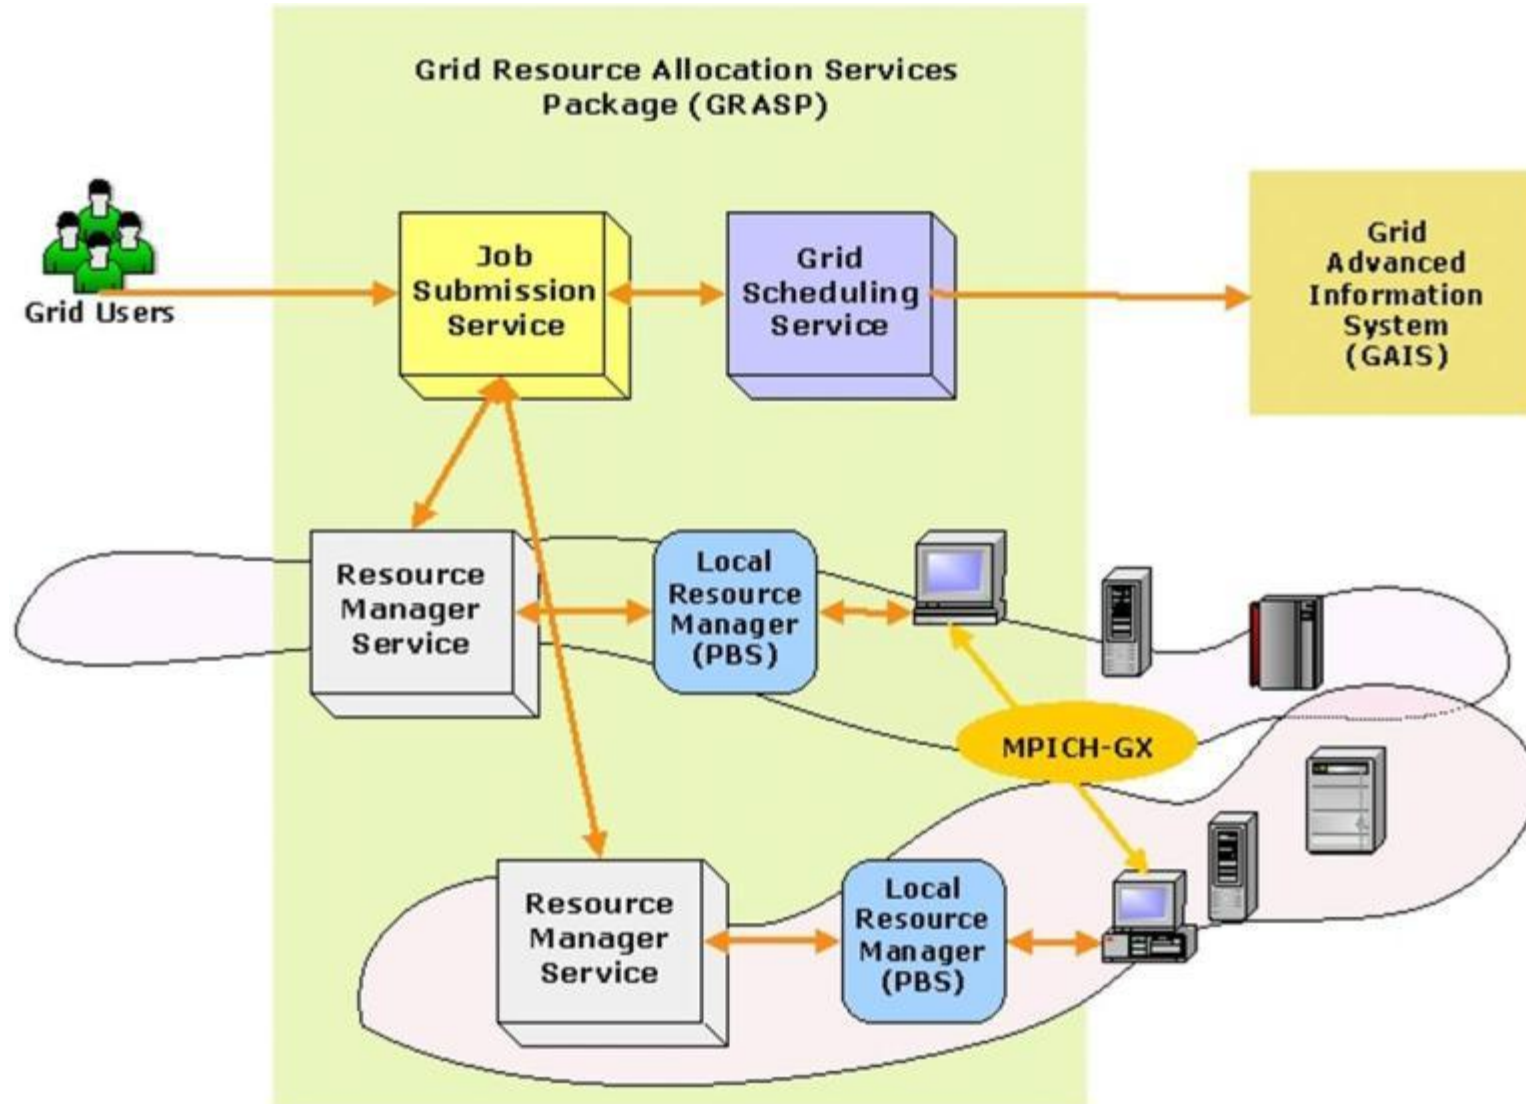 Grid Resource Allocation Services
Package (GRASP)
Grid Users
Job
Submission
Service
Grid
Scheduling
Service
Grid
Advanced
Information
System
(GAIS)
Resource
Manager
Service
Local
Resource
Manager
(PBS)
MPICH-GX
Resource
Manager
Service
Local
Resource
Manager
(PBS)